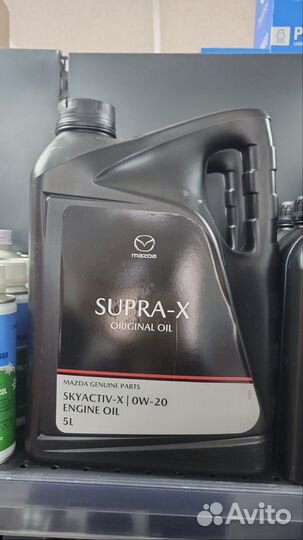 P
mazda
SUPRA-X
ORIGINAL OIL
MAZDA GENUINE PARTS
SKYACTIV-X | 0W-20
ENGINE OIL
5L
Avito